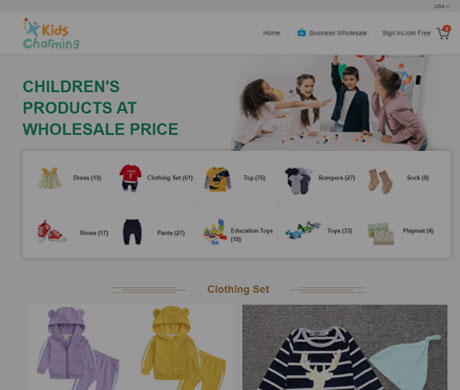 USA
Kids
Charming
Home
Business Wholesale
Sign In/Join Free
0
CHILDREN'S
PRODUCTS AT
WHOLESALE PRICE
Dress (15)
Clothing Set (61)
Top (76)
Rompers (27)
Sock (8)
Shoes (17)
Pants (27)
Education Toys
(10)
Toys (33)
Playmat (4)
Clothing Set